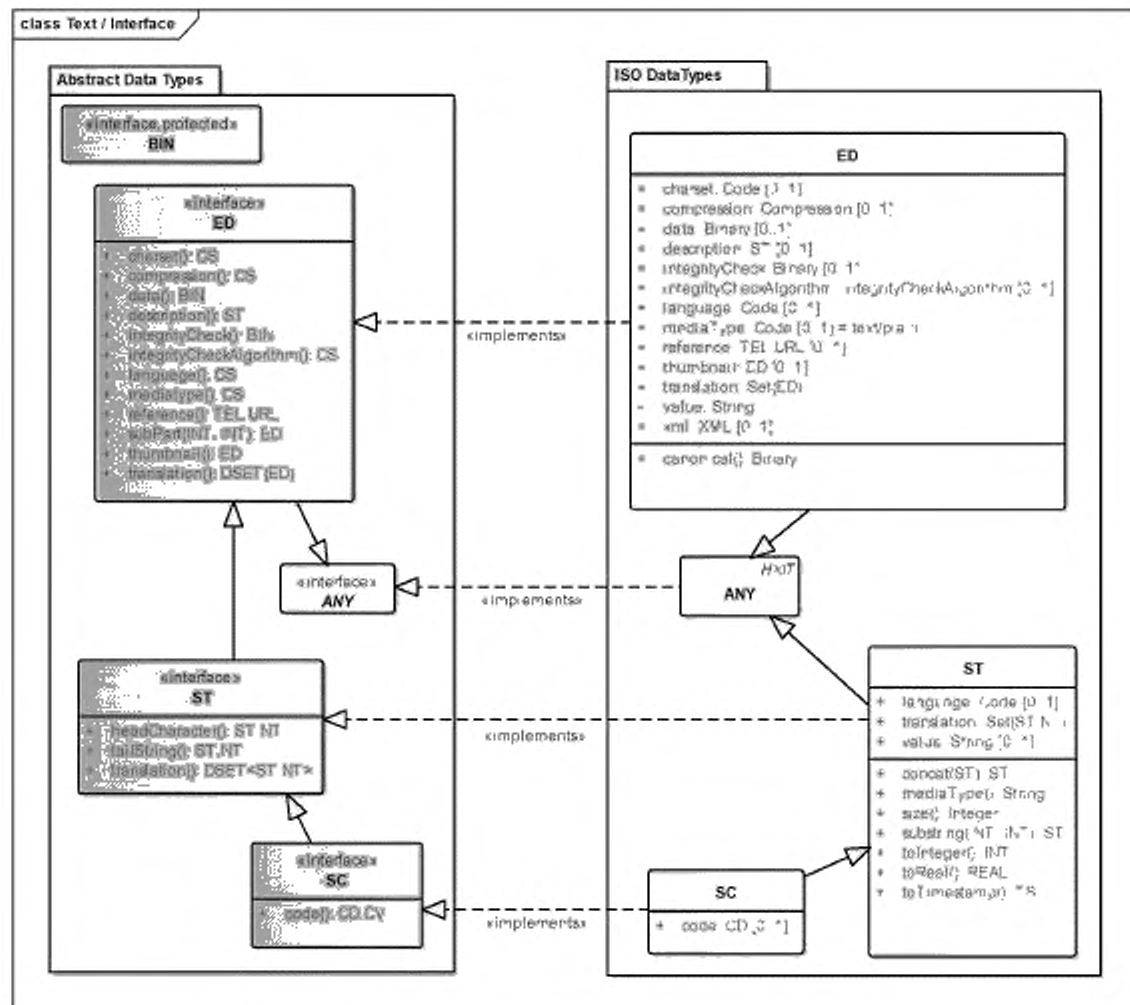 class Text / Interface
Abstract Data Types
«interface,protected»
BIN
«interface»
ED
+ charset(): CS
+ compression(): CS
+ data(): BIN
+ description(): ST
+ integrityCheck(): BIN
+ integrityCheckAlgorithm(): CS
+ language(): CS
+ mediatype(): CS
+ reference(): TEL.URL
+ subPart(INT, INT): ED
+ thumbnail(): ED
+ translation(): DSET(ED)
«interface»
ANY
«interface»
ST
+ headCharacter(): ST.NT
+ tailString(): ST.NT
+ translation(): DSET<ST.NT>
«interface»
SC
+ code(): CD.CV
«implements»
«implements»
«implements»
«implements»
ISO DataTypes
ED
+ charset: Code [0..1]
+ compression: Compression [0..1]
+ data: Binary [0..1]
+ description: ST [0..1]
+ integrityCheck: Binary [0..1]
+ integrityCheckAlgorithm: IntegrityCheckAlgorithm [0..1]
+ language: Code [0..1]
+ mediaType: Code [0..1] = text/plain
+ reference: TEL.URL [0..1]
+ thumbnail: ED [0..1]
+ translation: Set(ED)
- value: String
+ xml: XML [0..1]
+ canonical(): Binary
HXIT
ANY
ST
+ language: Code [0..1]
+ translation: Set(ST.NT)
+ value: String [0..1]
+ concat(ST): ST
+ mediaType(): String
+ size(): Integer
+ substring(INT, INT): ST
+ toInteger(): INT
+ toReal(): REAL
+ toTimestamp(): TS
SC
+ code: CD [0..1]